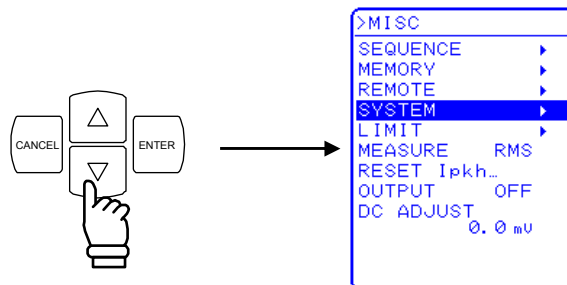 CANCEL
ENTER
>MISC
SEQUENCE
MEMORY
REMOTE
SYSTEM
LIMIT
MEASURE RMS
RESET Ipkh…
OUTPUT OFF
DC ADJUST
0.0 mV